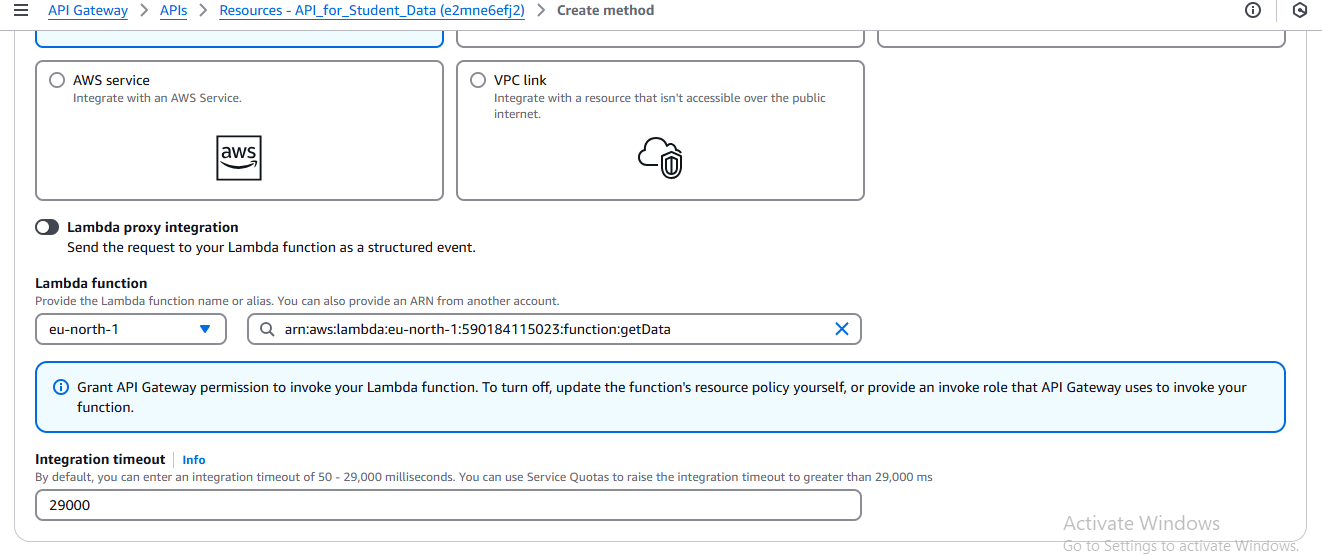 API Gateway > APIs > Resources - API_for_Student_Data (e2mne6efj2) > Create method
AWS service
Integrate with an AWS Service.
aws
VPC link
Integrate with a resource that isn't accessible over the public
internet.
Lambda proxy integration
Send the request to your Lambda function as a structured event.
Lambda function
Provide the Lambda function name or alias. You can also provide an ARN from another account.
eu-north-1
arn:aws:lambda:eu-north-1:590184115023:function:getData
Grant API Gateway permission to invoke your Lambda function. To turn off, update the function's resource policy yourself, or provide an invoke role that API Gateway uses to invoke your
function.
Integration timeout Info
By default, you can enter an integration timeout of 50 - 29,000 milliseconds. You can use Service Quotas to raise the integration timeout to greater than 29,000 ms
29000
Activate Windows
Go to Settings to activate Windows.